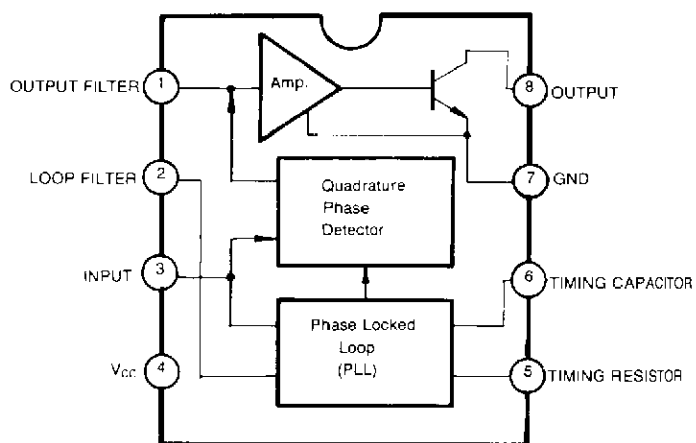 OUTPUT FILTER
1
Amp.
8
OUTPUT
LOOP FILTER
2
Quadrature
Phase
Detector
7
GND
INPUT
3
6
TIMING CAPACITOR
Phase Locked
Loop
(PLL)
Vcc
4
5
TIMING RESISTOR